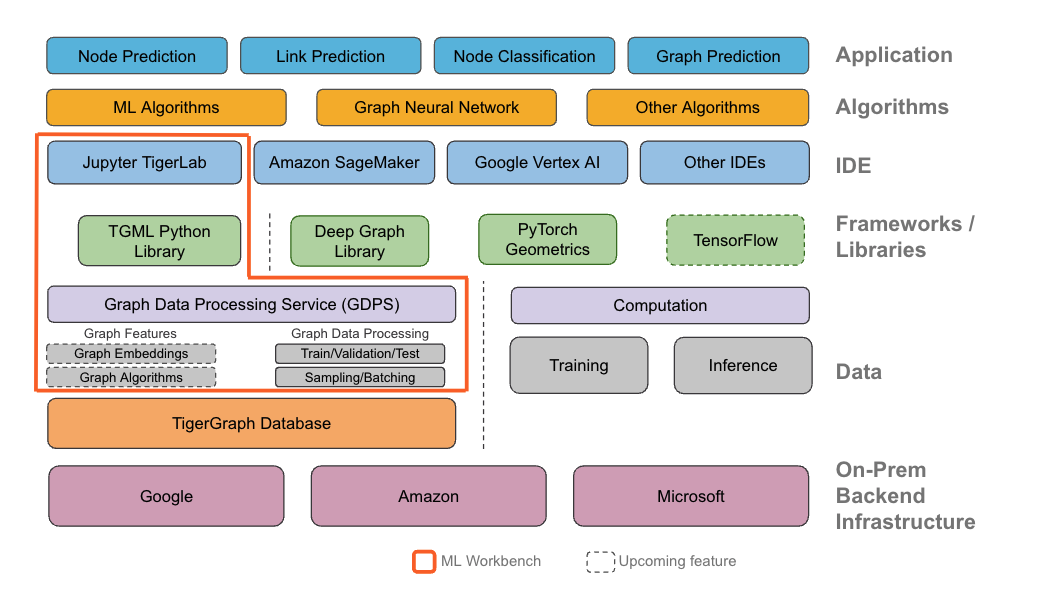 Node Prediction
Link Prediction
Node Classification
Graph Prediction
Application
ML Algorithms
Graph Neural Network
Other Algorithms
Algorithms
Jupyter TigerLab
Amazon SageMaker
Google Vertex AI
Other IDEs
IDE
TGML Python
Library
Deep Graph
Library
PyTorch
Geometrics
TensorFlow
Frameworks /
Libraries
Graph Data Processing Service (GDPS)
Graph Features
Graph Embeddings
Graph Algorithms
Graph Data Processing
Train/Validation/Test
Sampling/Batching
Computation
Training
Inference
Data
TigerGraph Database
Google
Amazon
Microsoft
On-Prem
Backend
Infrastructure
ML Workbench
Upcoming feature